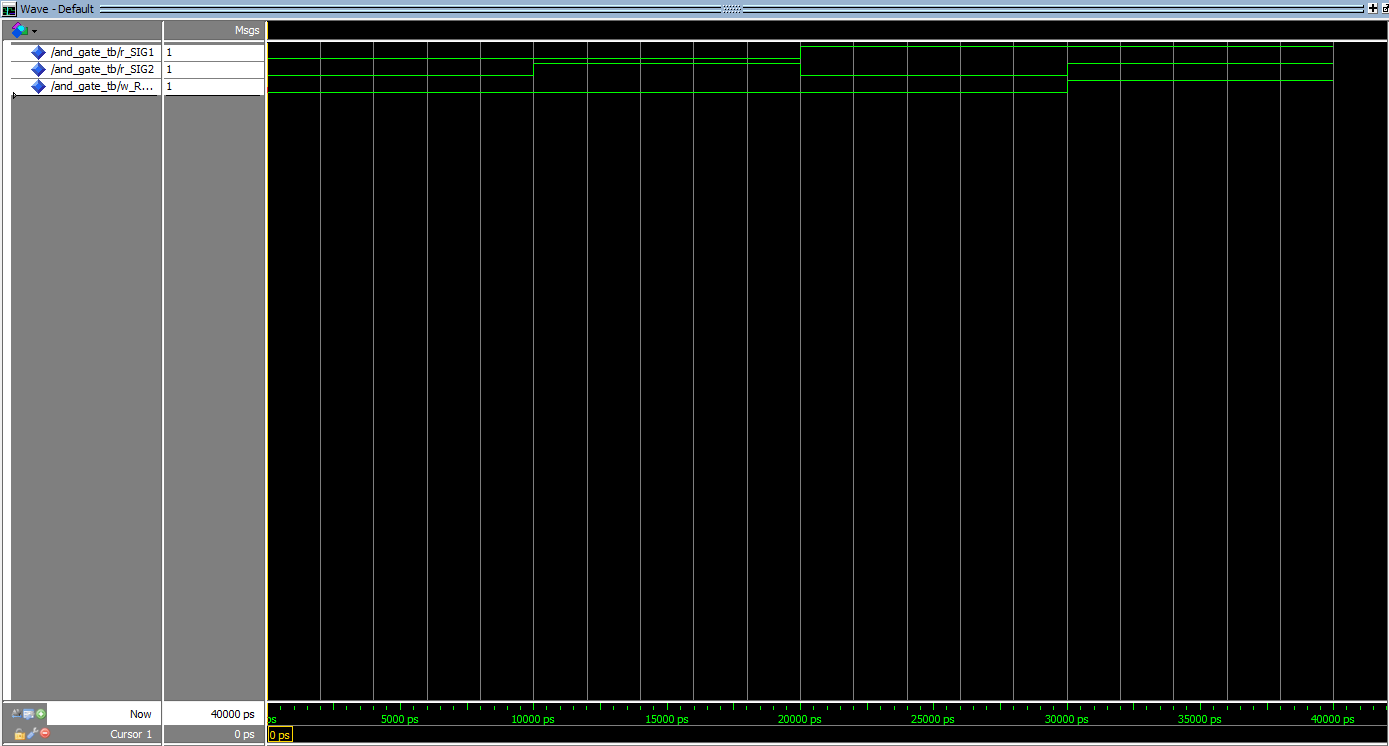 Wave - Default
Msgs
/and_gate_tb/r_SIG1 1
/and_gate_tb/r_SIG2 1
/and_gate_tb/w_R... 1
Now 40000 ps
ps 5000 ps 10000 ps 15000 ps 20000 ps 25000 ps 30000 ps 35000 ps 40000 ps
Cursor 1 0 ps
0 ps